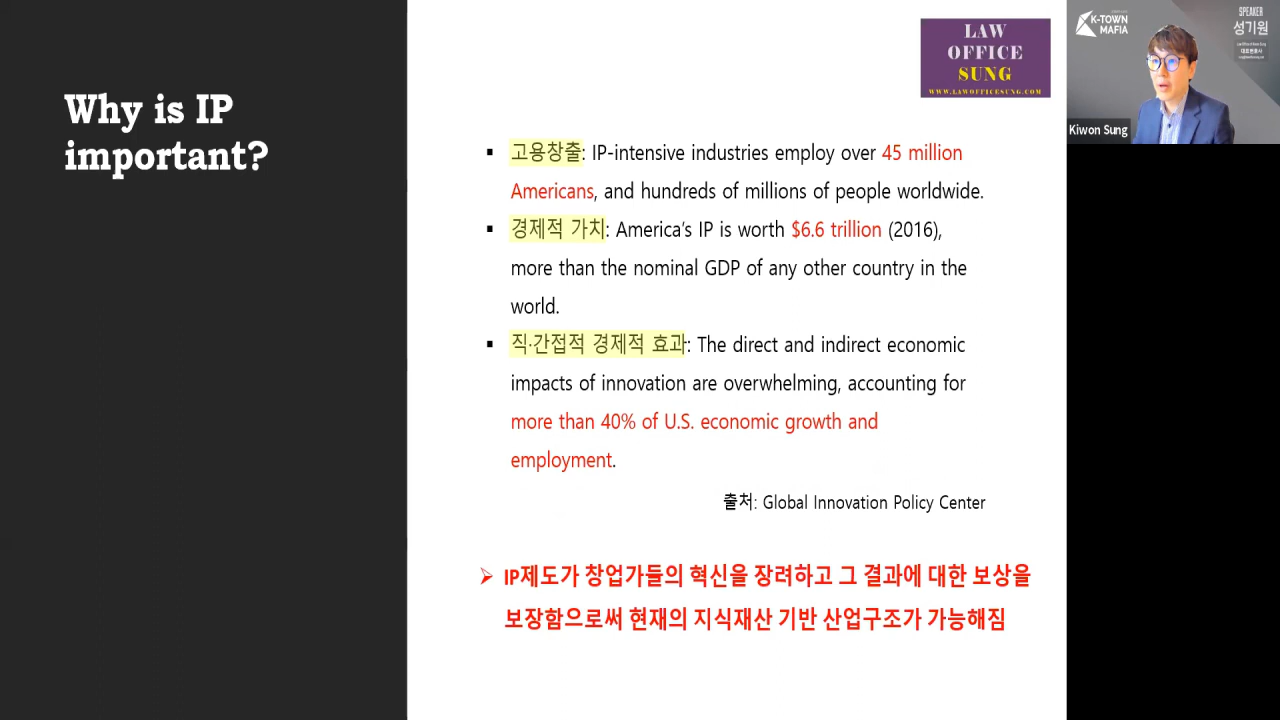 Why is IP
important?
LAW
OFFICE
SUNG
WWW.LAWOFFICESUNG.COM
▪ 고용창출: IP-intensive industries employ over 45 million
Americans, and hundreds of millions of people worldwide.
▪ 경제적 가치: America's IP is worth $6.6 trillion (2016),
more than the nominal GDP of any other country in the
world.
▪ 직·간접적 경제적 효과: The direct and indirect economic
impacts of innovation are overwhelming, accounting for
more than 40% of U.S. economic growth and
employment.
출처: Global Innovation Policy Center
➢ IP제도가 창업가들의 혁신을 장려하고 그 결과에 대한 보상을
보장함으로써 현재의 지식재산 기반 산업구조가 가능해짐
K-TOWN
MAFIA
SPEAKER
성기원
대표변호사
Kiwon Sung